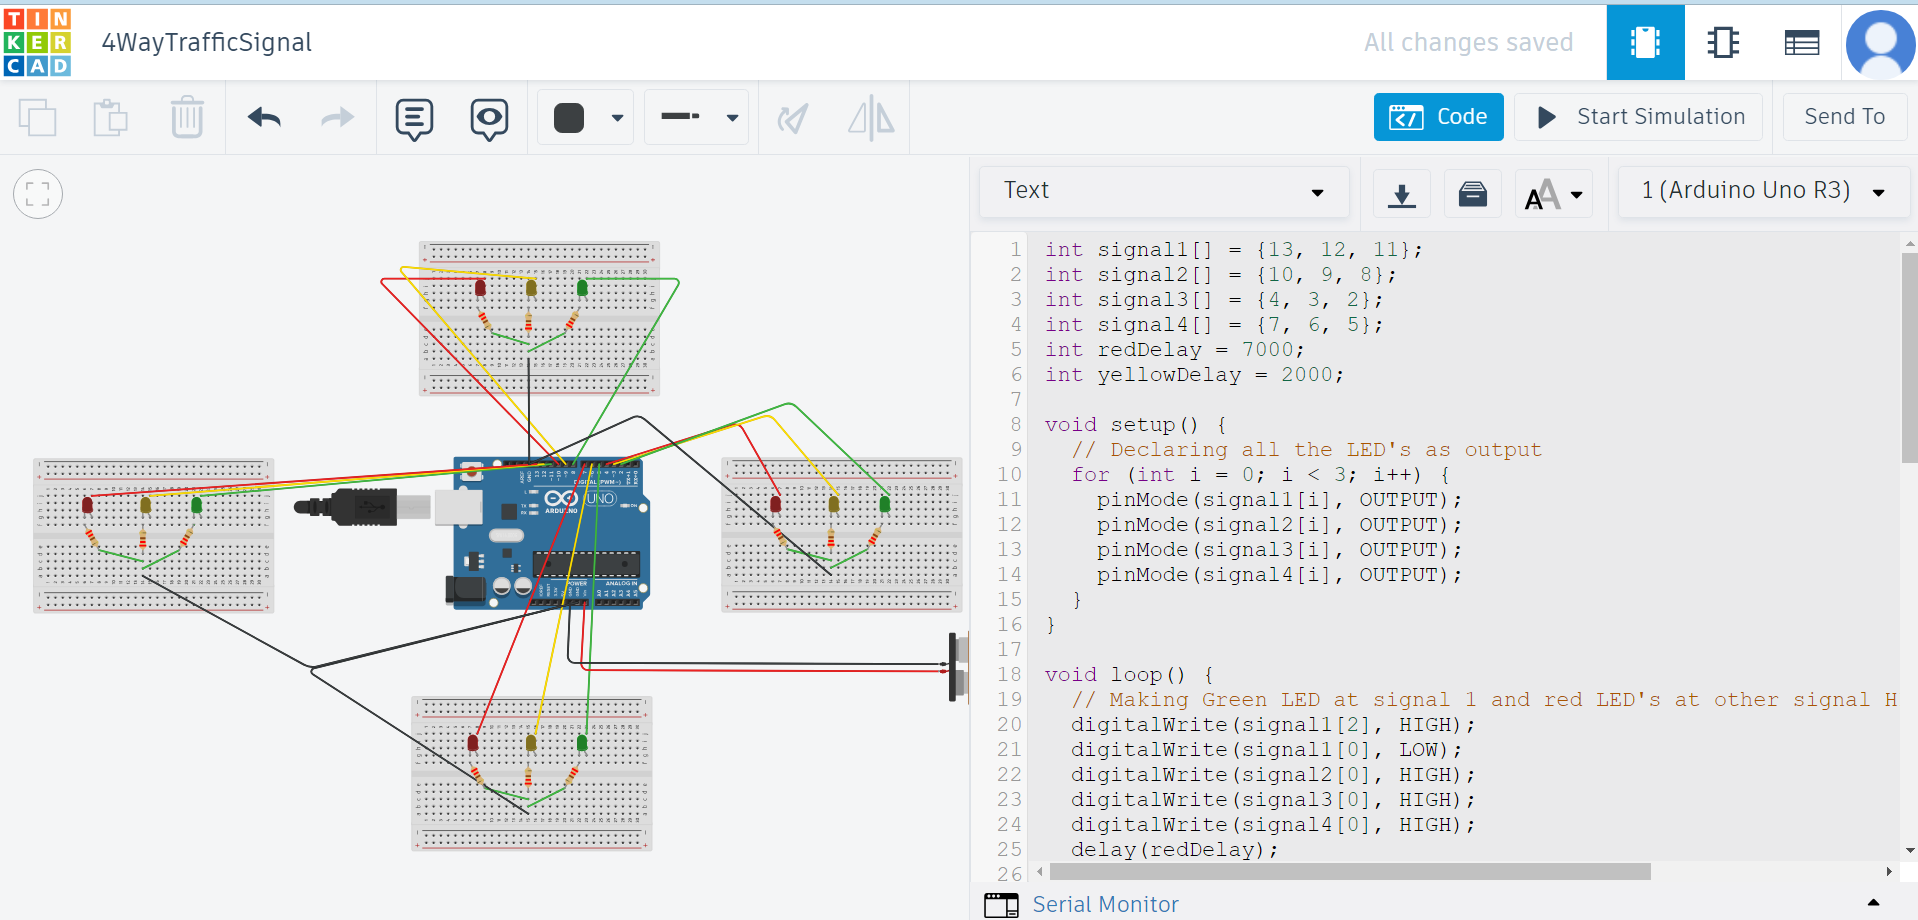 TIN
KER
CAD
4WayTrafficSignal
All changes saved
Code
Start Simulation
Send To
Text
AA
1 (Arduino Uno R3)
1 int signal1[] = {13, 12, 11};
2 int signal2[] = {10, 9, 8};
3 int signal3[] = {4, 3, 2};
4 int signal4[] = {7, 6, 5};
5 int redDelay = 7000;
6 int yellowDelay = 2000;
7
8 void setup() {
9 // Declaring all the LED's as output
10 for (int i = 0; i < 3; i++) {
11 pinMode(signal1[i], OUTPUT);
12 pinMode(signal2[i], OUTPUT);
13 pinMode(signal3[i], OUTPUT);
14 pinMode(signal4[i], OUTPUT);
15 }
16 }
17
18 void loop() {
19 // Making Green LED at signal 1 and red LED's at other signal H
20 digitalWrite(signal1[2], HIGH);
21 digitalWrite(signal1[0], LOW);
22 digitalWrite(signal2[0], HIGH);
23 digitalWrite(signal3[0], HIGH);
24 digitalWrite(signal4[0], HIGH);
25 delay(redDelay);
26
Serial Monitor
UNO
ARDUINO
POWER
ANALOG IN
A0 A1 A2 A3 A4 A5